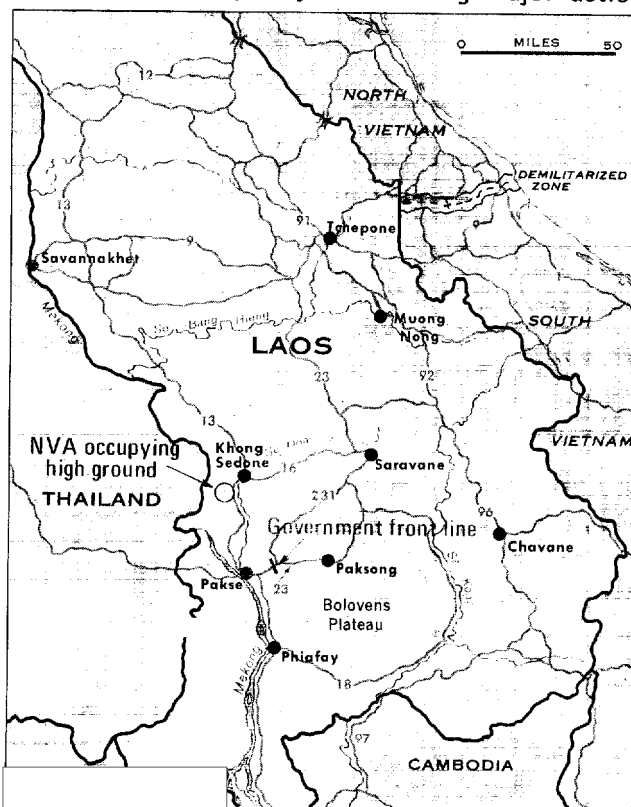 0 MILES 50
12
NORTH
VIETNAM
DEMILITARIZED
ZONE
13
91
Tchepone
9
9
Savannakhet
Mekong
Se Bang Hieng
Muong
Nong
SOUTH
LAOS
23
92
VIETNAM
13
NVA occupying
high ground
Khong
Sedone
16
Saravane
THAILAND
231
Government front line
96
Chavane
Pakse
23
Paksong
Bolovens
Plateau
Phiafay
Mekong
18
97
CAMBODIA